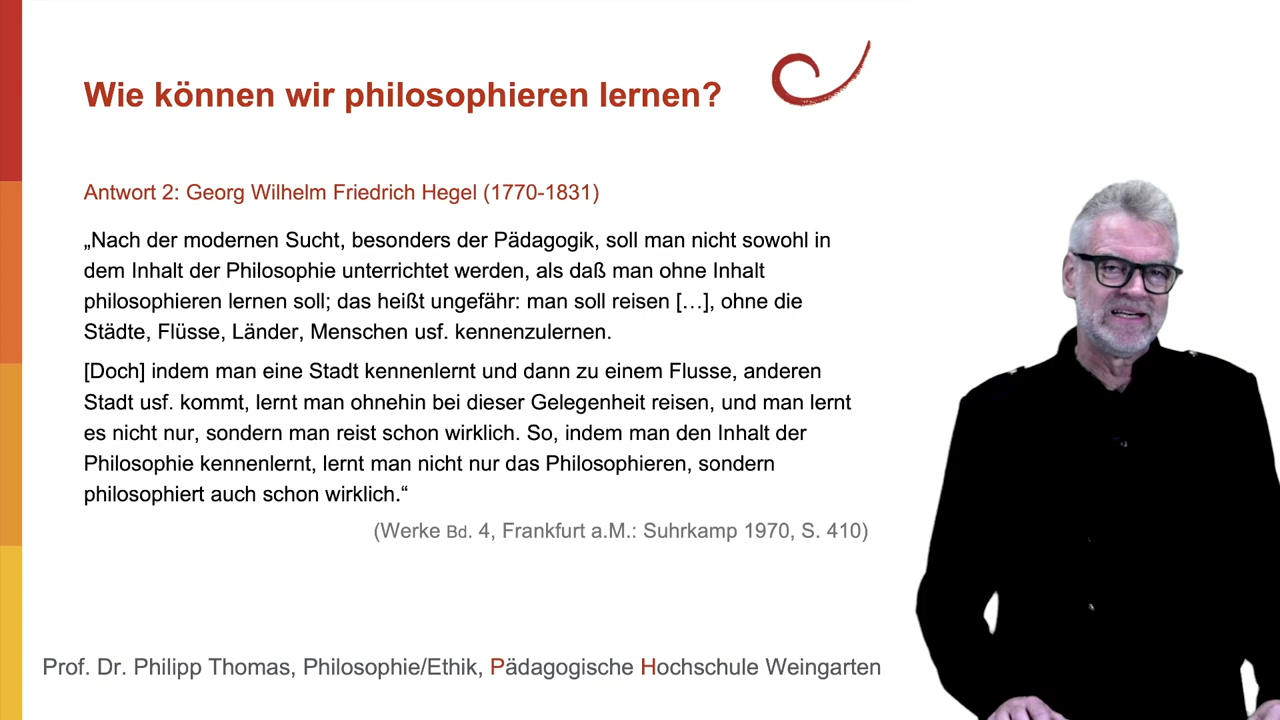 Wie können wir philosophieren lernen?
Antwort 2: Georg Wilhelm Friedrich Hegel (1770-1831)
„Nach der modernen Sucht, besonders der Pädagogik, soll man nicht sowohl in
dem Inhalt der Philosophie unterrichtet werden, als daß man ohne Inhalt
philosophieren lernen soll; das heißt ungefähr: man soll reisen […], ohne die
Städte, Flüsse, Länder, Menschen usf. kennenzulernen.
[Doch] indem man eine Stadt kennenlernt und dann zu einem Flusse, anderen
Stadt usf. kommt, lernt man ohnehin bei dieser Gelegenheit reisen, und man lernt
es nicht nur, sondern man reist schon wirklich. So, indem man den Inhalt der
Philosophie kennenlernt, lernt man nicht nur das Philosophieren, sondern
philosophiert auch schon wirklich.“
(Werke Bd. 4, Frankfurt a.M.: Suhrkamp 1970, S. 410)
Prof. Dr. Philipp Thomas, Philosophie/Ethik, Pädagogische Hochschule Weingarten